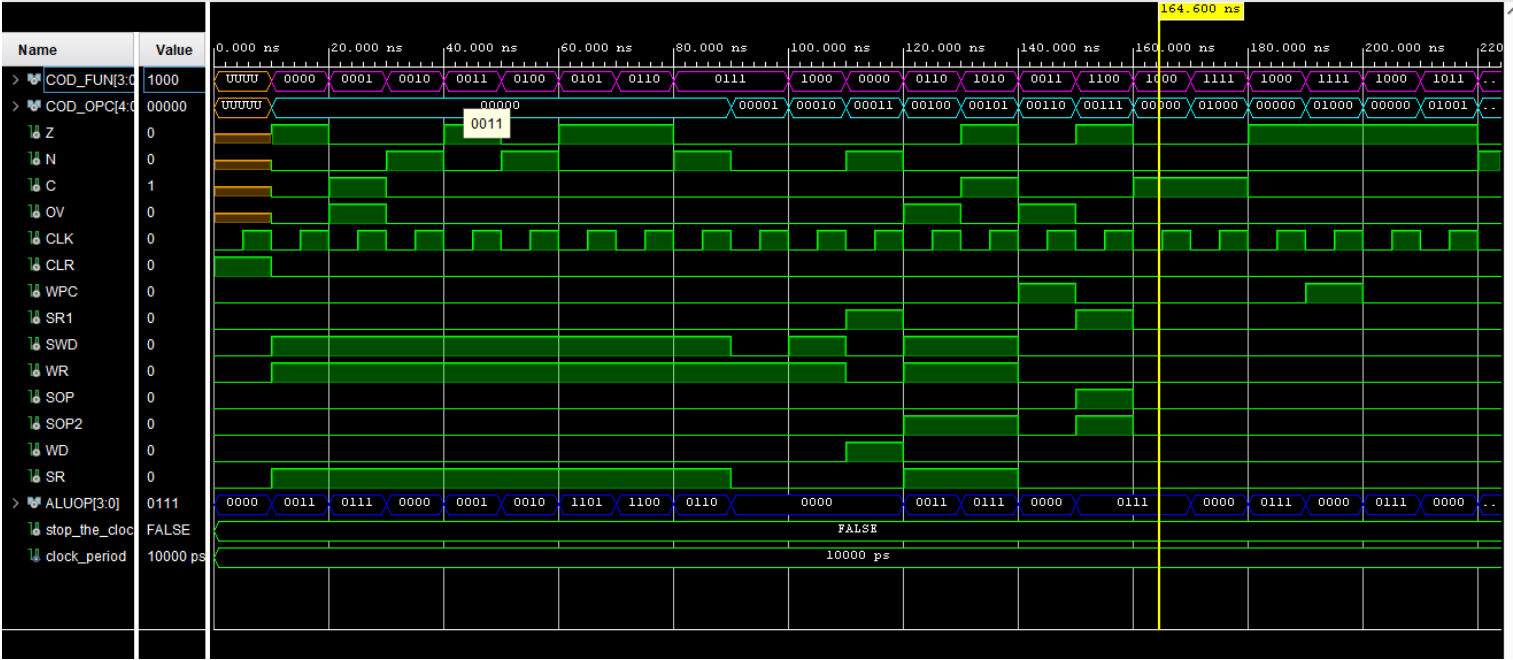 164.600 ns
Name Value 0.000 ns 20.000 ns 40.000 ns 60.000 ns 80.000 ns 100.000 ns 120.000 ns 140.000 ns 160.000 ns 180.000 ns 200.000 ns 220
COD_FUN[3:0 1000 UUUU 0000 0001 0010 0011 0100 0101 0110 0111 1000 0000 0110 1010 0011 1100 1000 1111 1000 1111 1000 1011 ..
COD_OPC[4:0 00000 UUUUU 00000 00001 00010 00011 00100 00101 00110 00111 00000 01000 00000 01000 00000 01001 ..
0011
Z 0
N 0
C 1
OV 0
CLK 0
CLR 0
WPC 0
SR1 0
SWD 0
WR 0
SOP 0
SOP2 0
WD 0
SR 0
ALUOP[3:0] 0111 0000 0011 0111 0000 0001 0010 1101 1100 0110 0000 0011 0111 0000 0111 0000 0111 0000 0111 0000 ..
stop_the_cloc FALSE FALSE
clock_period 10000 ps 10000 ps